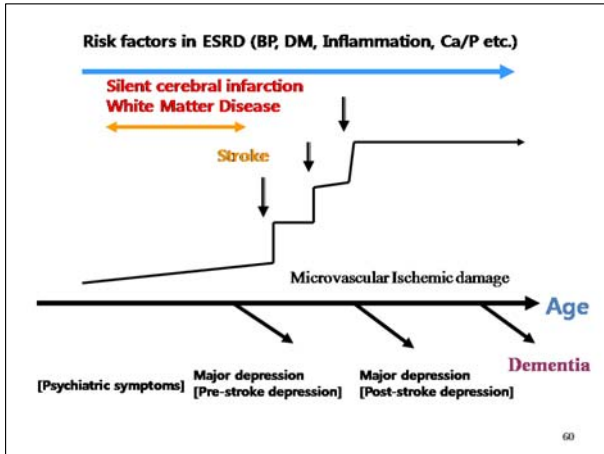 Risk factors in ESRD (BP, DM, Inflammation, Ca/P etc.)
Silent cerebral infarction
White Matter Disease
Stroke
Microvascular Ischemic damage
Age
Dementia
[Psychiatric symptoms]
Major depression
[Pre-stroke depression]
Major depression
[Post-stroke depression]
60